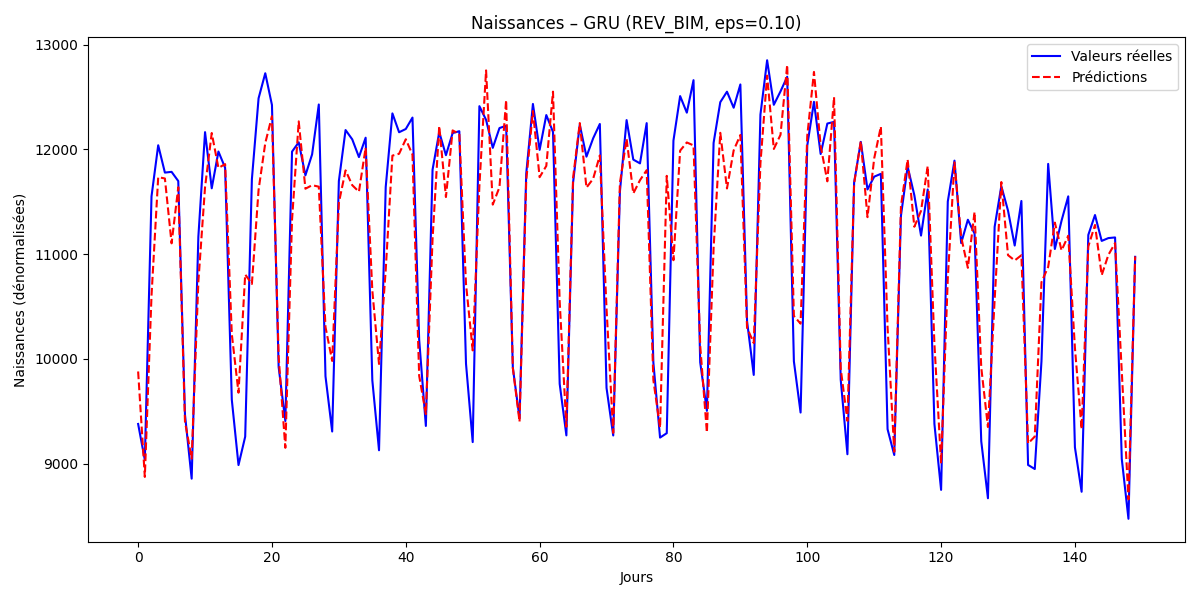 Naissances – GRU (REV_BIM, eps=0.10)
Valeurs réelles
Prédictions
Naissances (dénormalisées)
13000
12000
11000
10000
9000
0 20 40 60 80 100 120 140
Jours